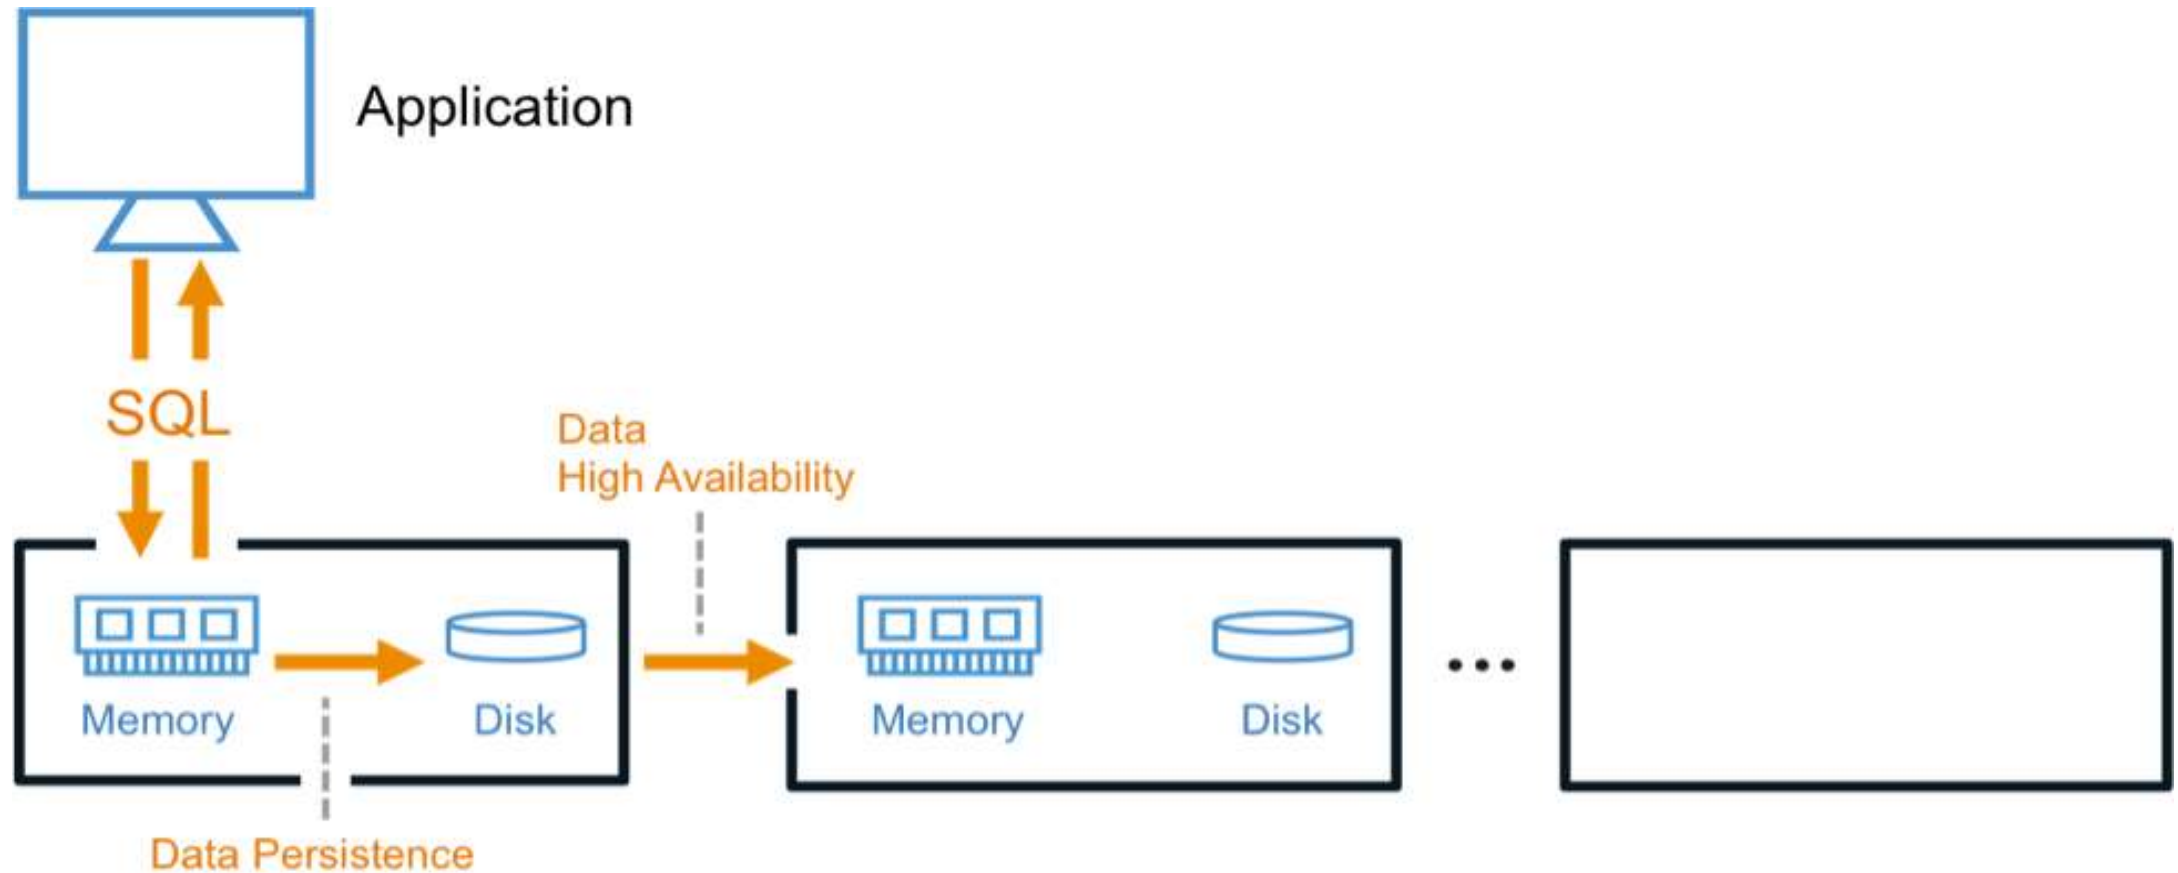 Application
SQL
Data
High Availability
Memory
Disk
Memory
Disk
Data Persistence